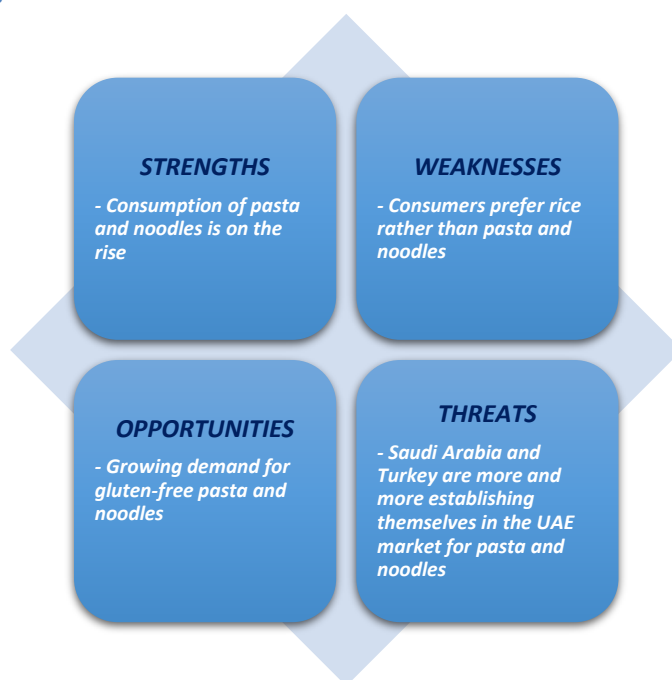 STRENGTHS
- Consumption of pasta
and noodles is on the
rise
WEAKNESSES
- Consumers prefer rice
rather than pasta and
noodles
OPPORTUNITIES
- Growing demand for
gluten-free pasta and
noodles
THREATS
- Saudi Arabia and
Turkey are more and
more establishing
themselves in the UAE
market for pasta and
noodles